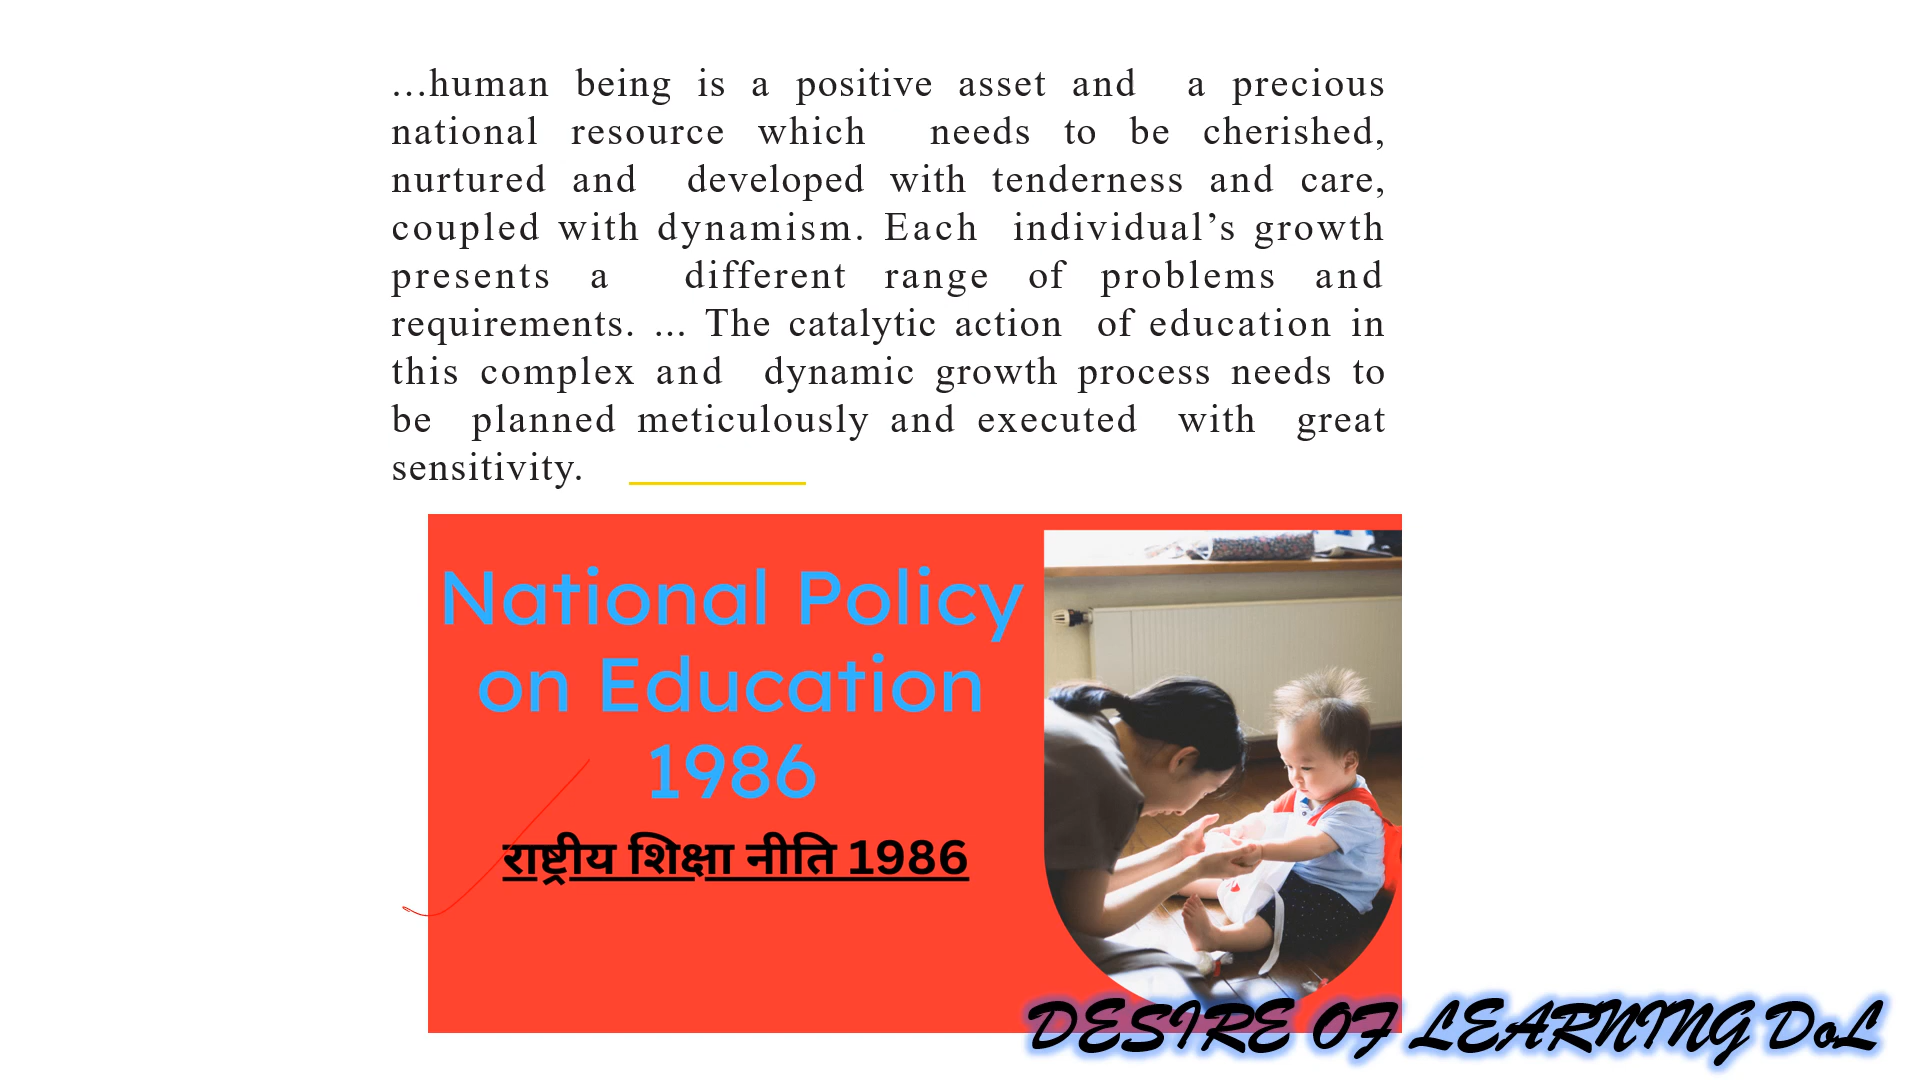 ...human being is a positive asset and a precious
national resource which needs to be cherished,
nurtured and developed with tenderness and care,
coupled with dynamism. Each individual’s growth
presents a different range of problems and
requirements. ... The catalytic action of education in
this complex and dynamic growth process needs to
be planned meticulously and executed with great
sensitivity.
National Policy
on Education
1986
राष्ट्रीय शिक्षा नीति 1986
DESIRE OF LEARNING DoL